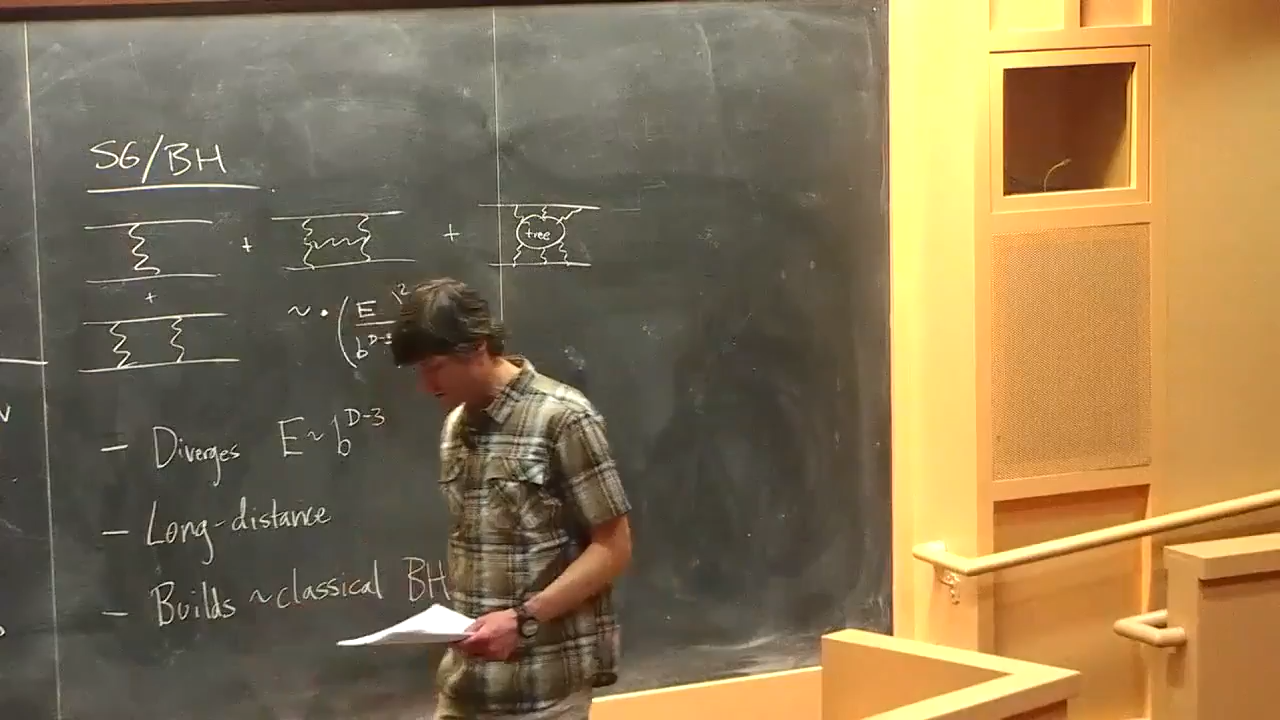 SG/BH
+ + tree
+
~ • (E / b^{D-3})^2
– Diverges E ~ b^{D-3}
– Long-distance
– Builds ~classical BH